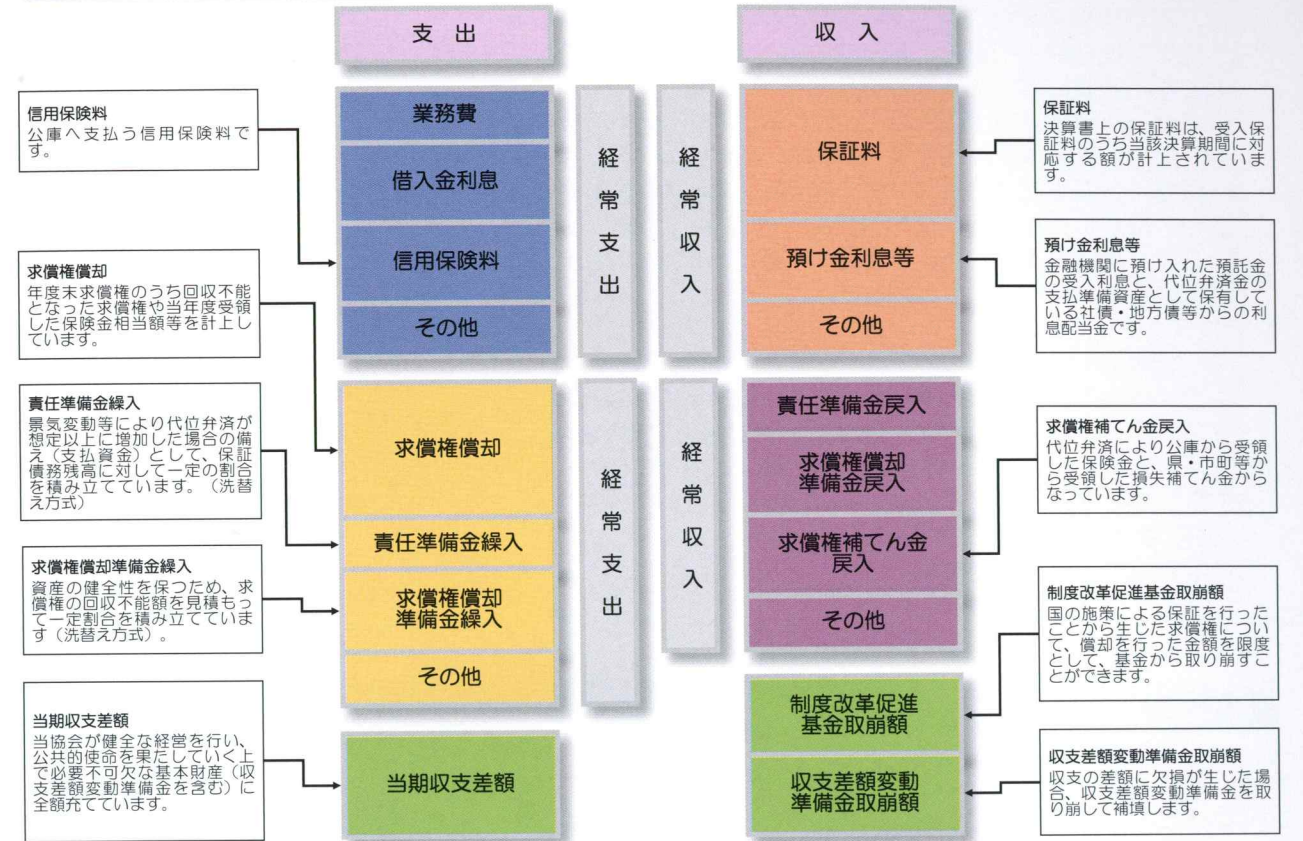 支 出
収 入
信用保険料
公庫へ支払う信用保険料で
す。
求償権償却
年度末求償権のうち回収不能
となった求償権や当年度受領
した保険金相当額等を計上し
ています。
責任準備金繰入
景気変動等により代位弁済が
想定以上に増加した場合の備
え（支払資金）として、保証
債務残高に対して一定の割合
を積み立てています。（洗替
え方式）
求償権償却準備金繰入
資産の健全性を保つため、求
償権の回収不能額を見積もっ
て一定割合を積み立てていま
す（洗替え方式）。
当期収支差額
当協会が健全な経営を行い、
公共的使命を果たしていく上
で必要不可欠な基本財産（収
支差額変動準備金を含む）に
全額充てています。
業務費
借入金利息
信用保険料
その他
求償権償却
責任準備金繰入
求償権償却
準備金繰入
その他
当期収支差額
経常支出
経常収入
経常支出
経常収入
保証料
預け金利息等
その他
責任準備金戻入
求償権償却
準備金戻入
求償権補てん金
戻入
その他
制度改革促進
基金取崩額
収支差額変動
準備金取崩額
保証料
決算書上の保証料は、受入保
証料のうち当該決算期間に対
応する額が計上されていま
す。
預け金利息等
金融機関に預け入れた預託金
の受入利息と、代位弁済金の
支払準備資産として保有して
いる社債・地方債等からの利
息配当金です。
求償権補てん金戻入
代位弁済により公庫から受領
した保険金と、県・市町等か
ら受領した損失補てん金から
なっています。
制度改革促進基金取崩額
国の施策による保証を行った
ことから生じた求償権につい
て、償却を行った金額を限度
として、基金から取り崩すこ
とができます。
収支差額変動準備金取崩額
収支の差額に欠損が生じた場
合、収支差額変動準備金を取
り崩して補填します。